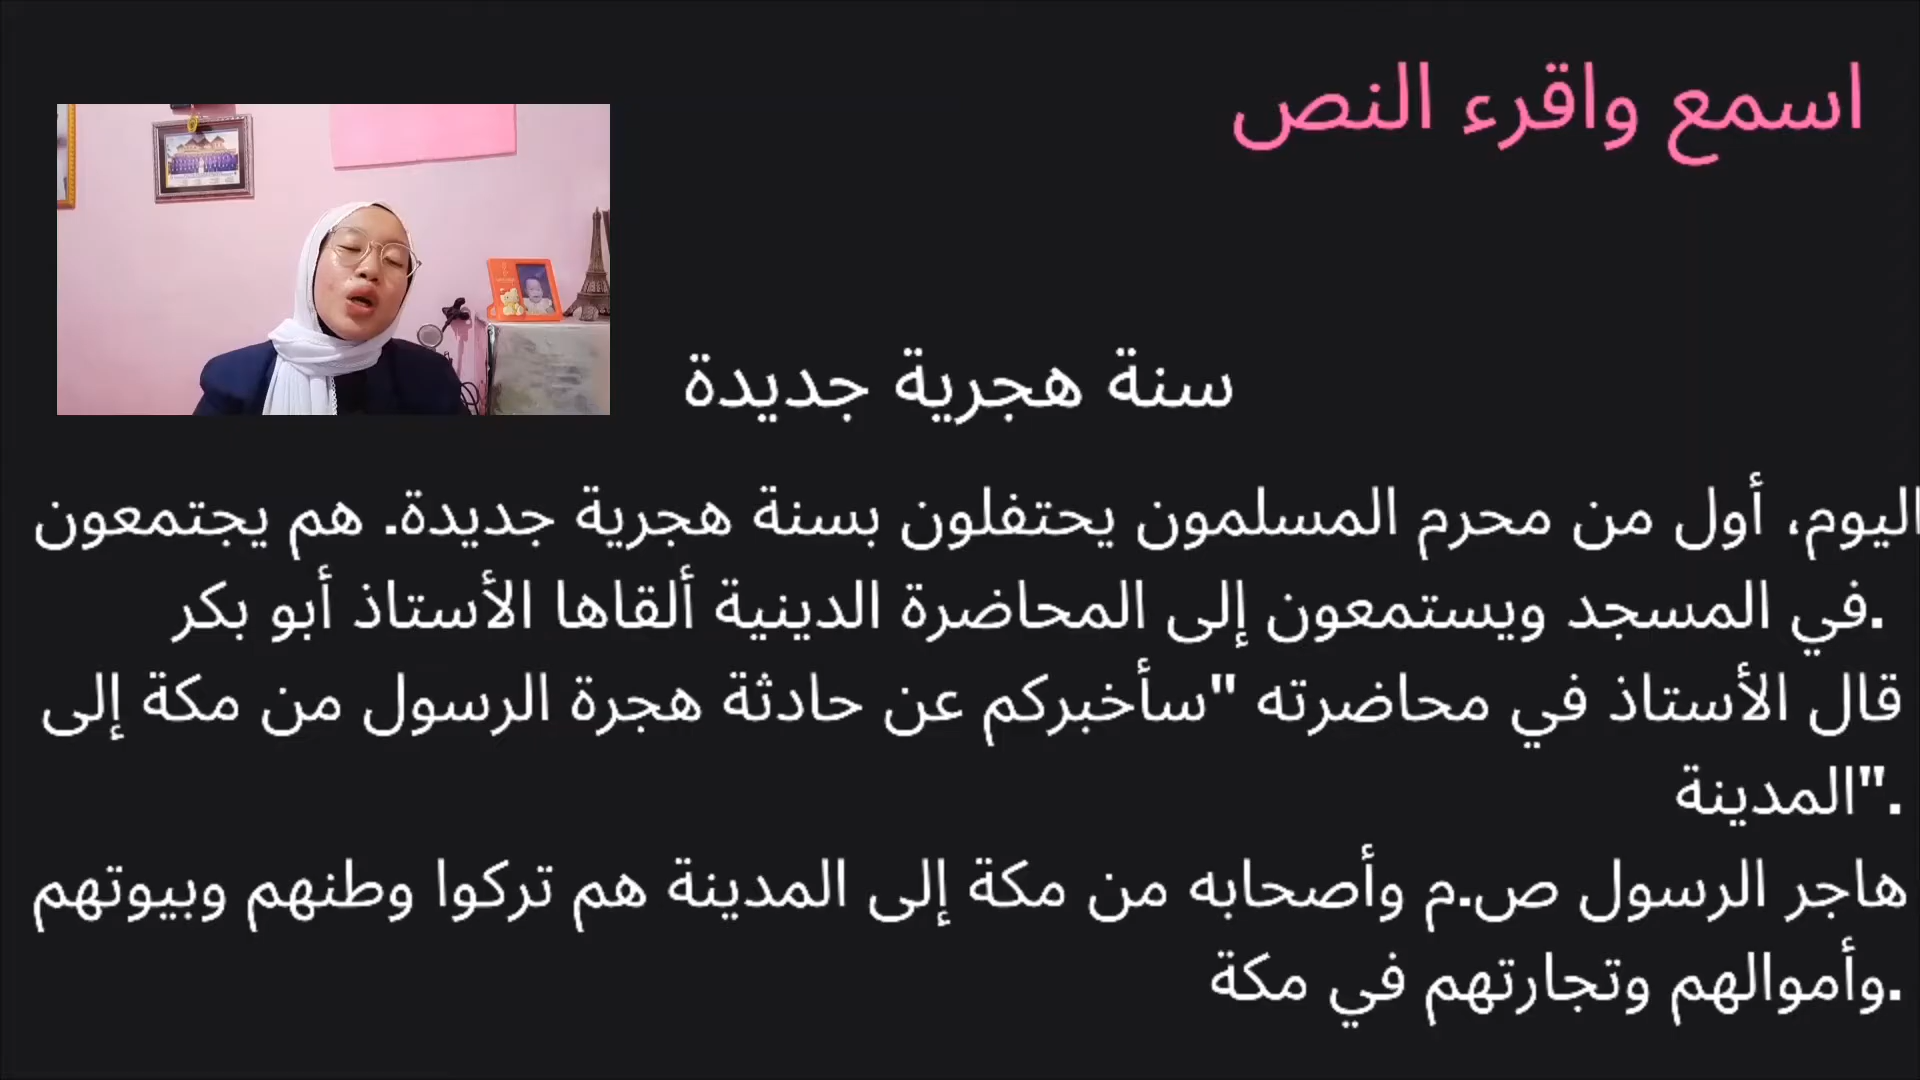 اسمع واقرء النص
سنة هجرية جديدة
اليوم، أول من محرم المسلمون يحتفلون بسنة هجرية جديدة. هم يجتمعون
في المسجد ويستمعون إلى المحاضرة الدينية ألقاها الأستاذ أبو بكر.
قال الأستاذ في محاضرته "سأخبركم عن حادثة هجرة الرسول من مكة إلى
المدينة".
هاجر الرسول ص.م وأصحابه من مكة إلى المدينة هم تركوا وطنهم وبيوتهم
وأموالهم وتجارتهم في مكة.